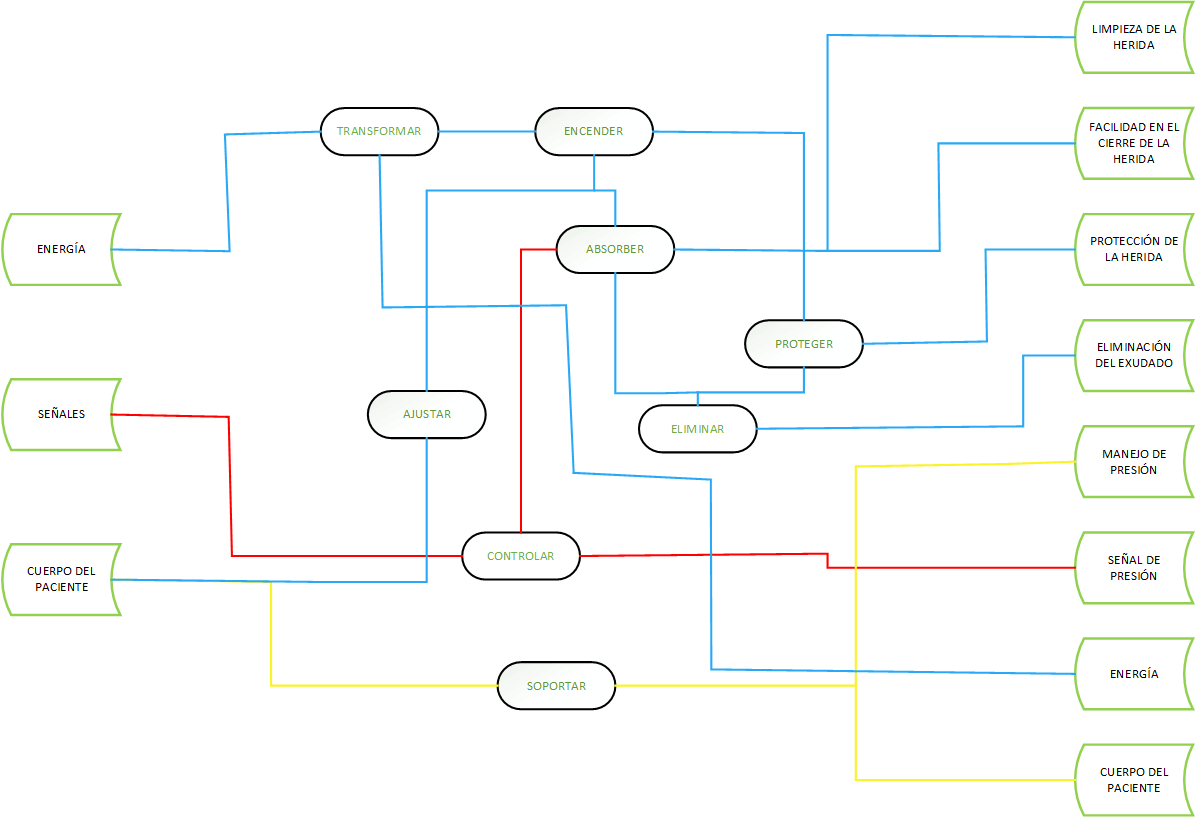 LIMPIEZA DE LA
HERIDA
TRANSFORMAR
ENCENDER
FACILIDAD EN EL
CIERRE DE LA
HERIDA
ENERGÍA
ABSORBER
PROTECCIÓN DE
LA HERIDA
PROTEGER
ELIMINACIÓN
DEL EXUDADO
SEÑALES
AJUSTAR
ELIMINAR
MANEJO DE
PRESIÓN
CUERPO DEL
PACIENTE
CONTROLAR
SEÑAL DE
PRESIÓN
SOPORTAR
ENERGÍA
CUERPO DEL
PACIENTE